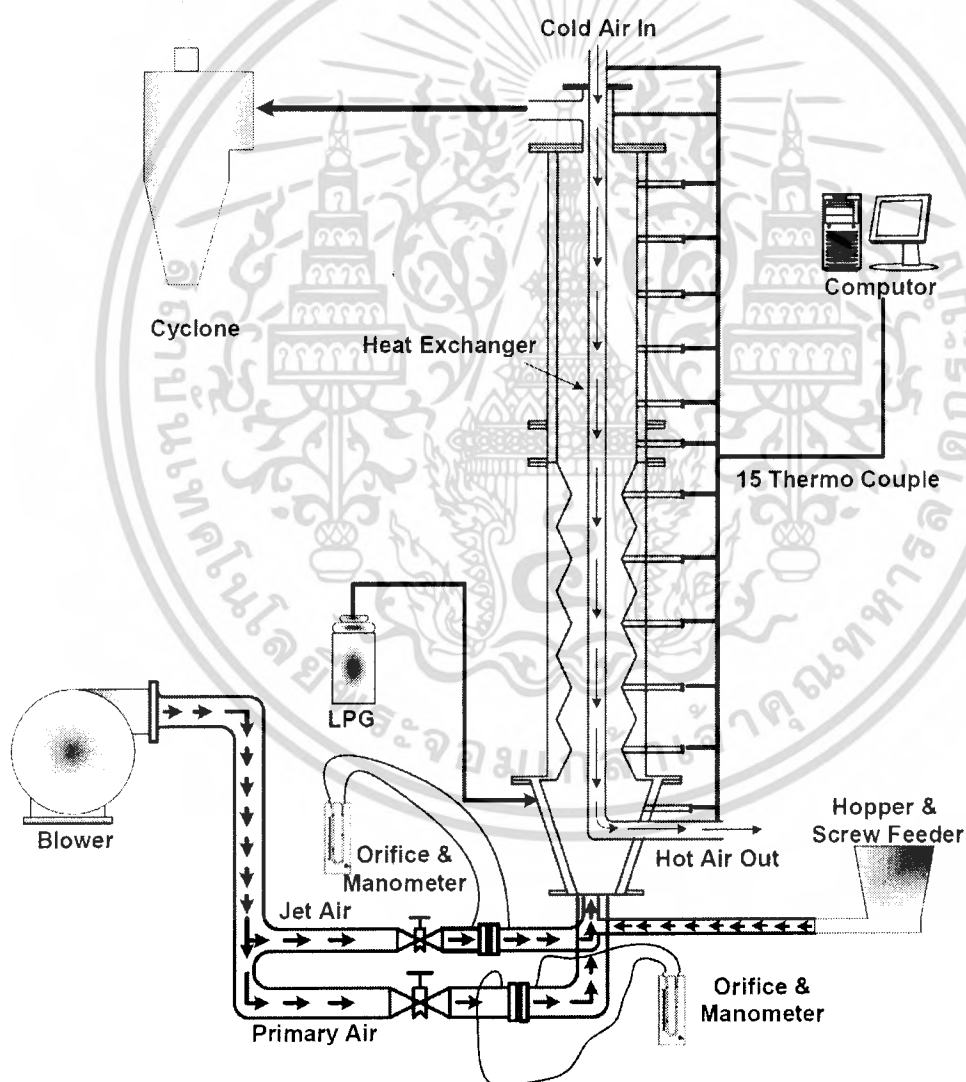 Cold Air In
Cyclone
Computor
Heat Exchanger
15 Thermo Couple
LPG
Blower
Orifice &
Manometer
Hopper &
Screw Feeder
Hot Air Out
Jet Air
Orifice &
Manometer
Primary Air